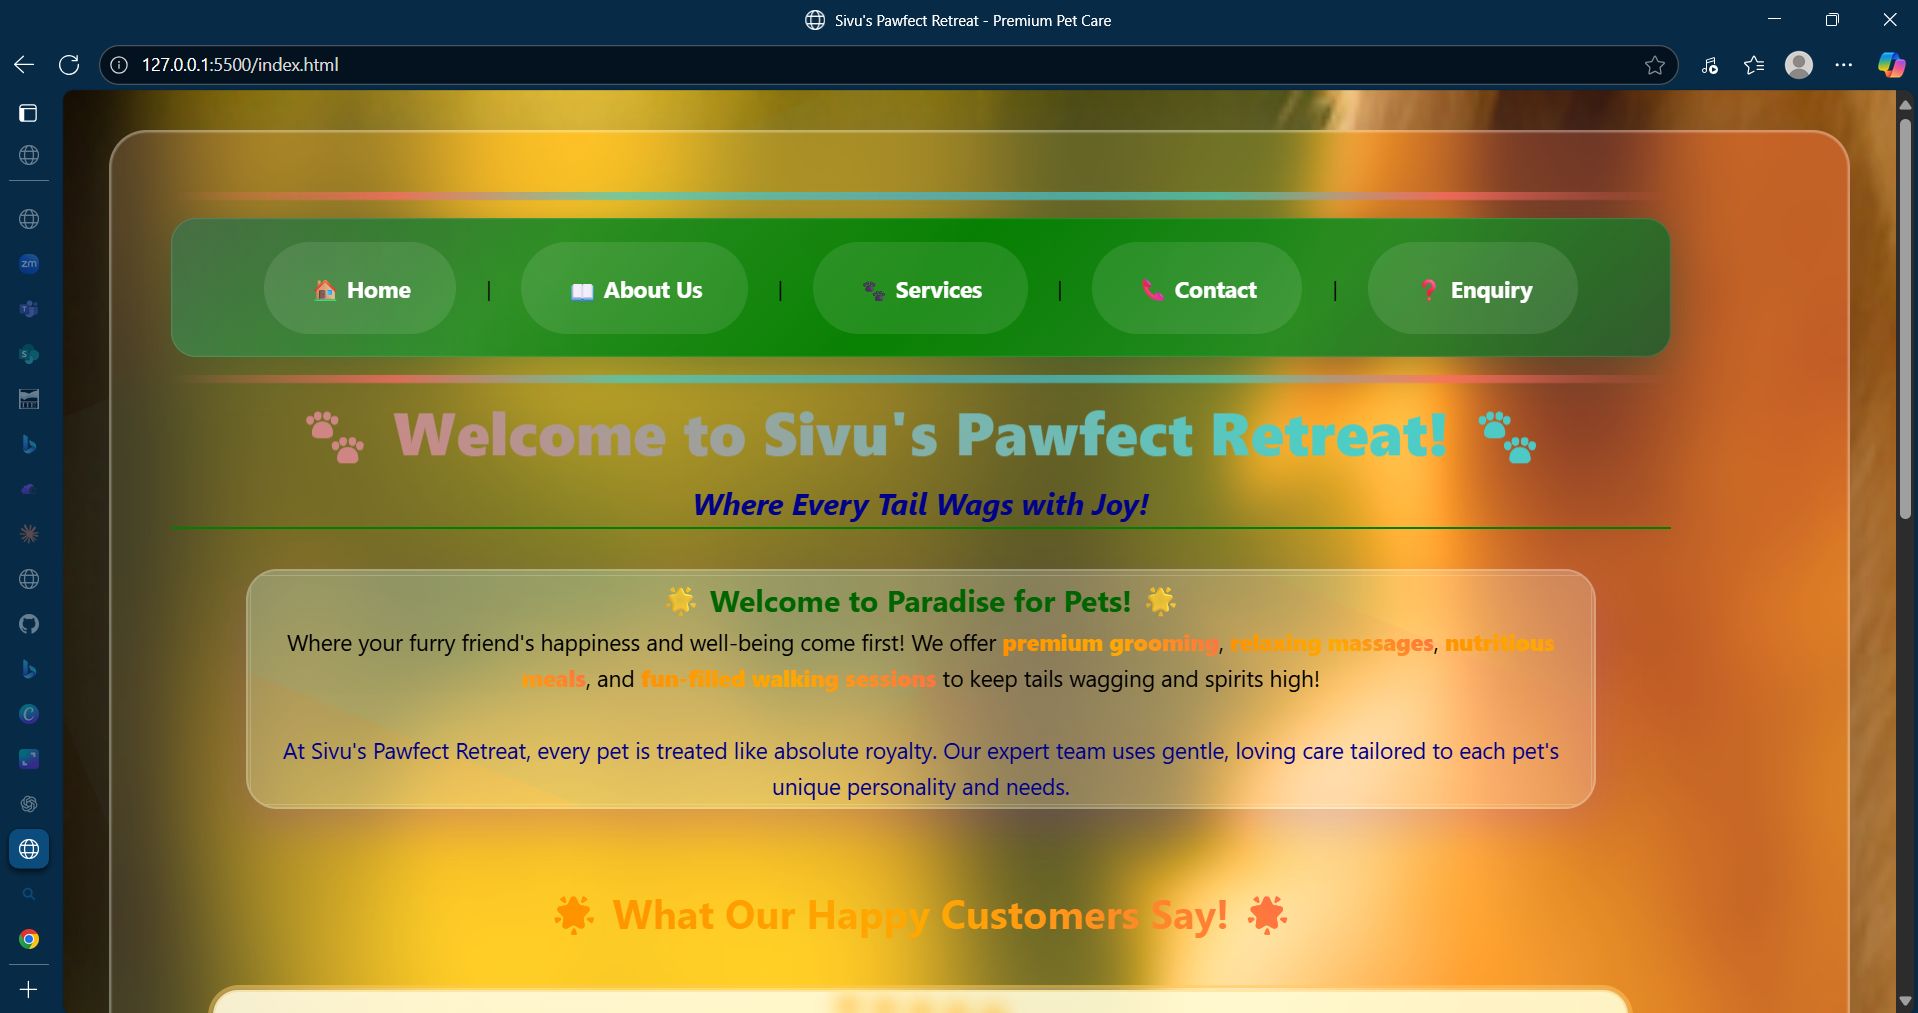 Sivu's Pawfect Retreat - Premium Pet Care
127.0.0.1:5500/index.html
zm
🏠 Home | 📖 About Us | 🐾 Services | 📞 Contact | ❓ Enquiry
🐾 Welcome to Sivu's Pawfect Retreat! 🐾
Where Every Tail Wags with Joy!
🌟 Welcome to Paradise for Pets! 🌟
Where your furry friend's happiness and well-being come first! We offer premium grooming, relaxing massages, nutritious
meals, and fun-filled walking sessions to keep tails wagging and spirits high!
At Sivu's Pawfect Retreat, every pet is treated like absolute royalty. Our expert team uses gentle, loving care tailored to each pet's
unique personality and needs.
🌟 What Our Happy Customers Say! 🌟